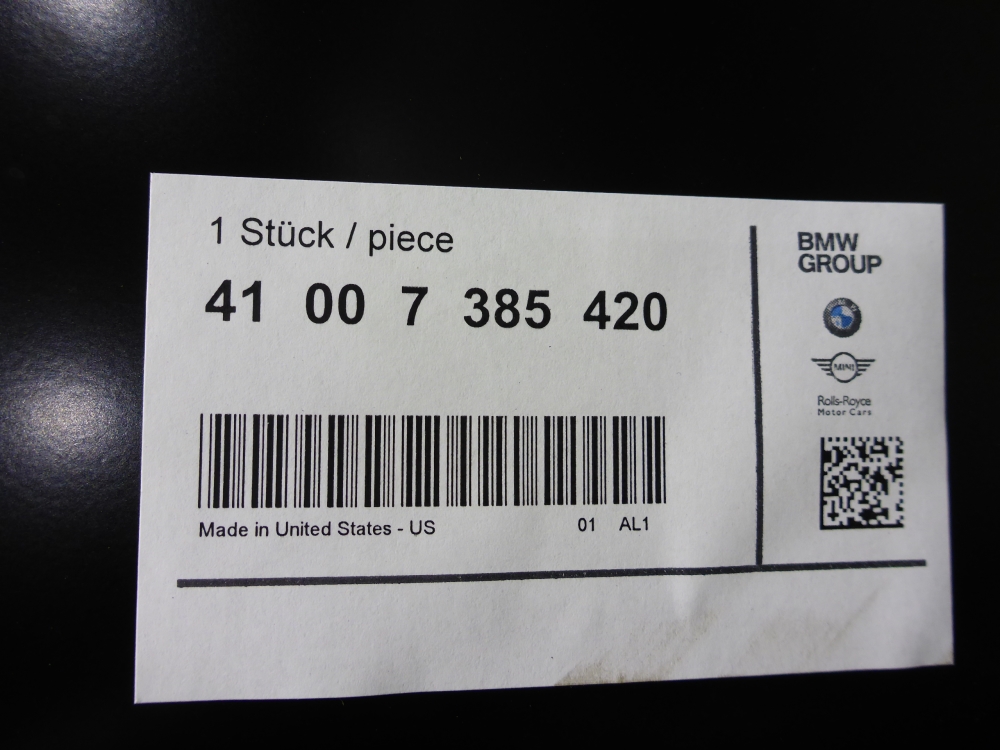 1 Stück / piece
41 00 7 385 420
Made in United States - US 01 AL1
BMW
GROUP
MINI
Rolls-Royce
Motor Cars